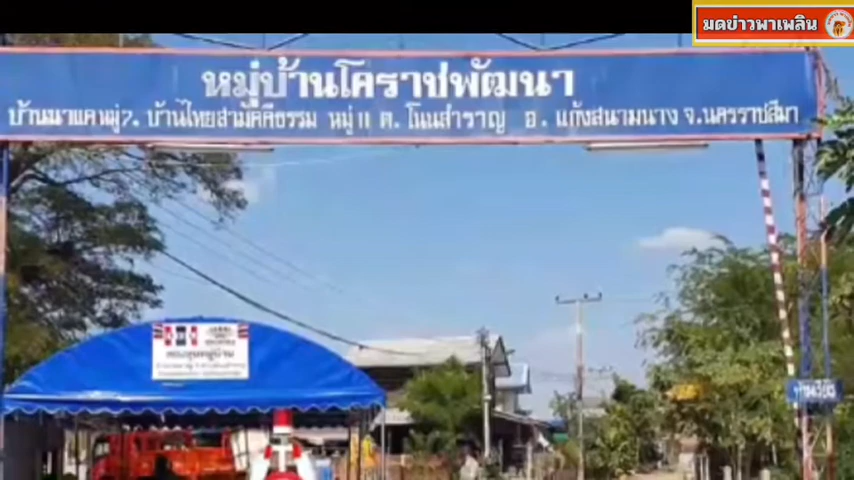 มดข่าวพาเพลิน
หมู่บ้านโคราชพัฒนา
บ้านนาแค หมู่7. บ้านไทยสามัคคีธรรม หมู่ 11 ต. โนนสำราญ อ. แก้งสนามนาง จ.นครราชสีมา